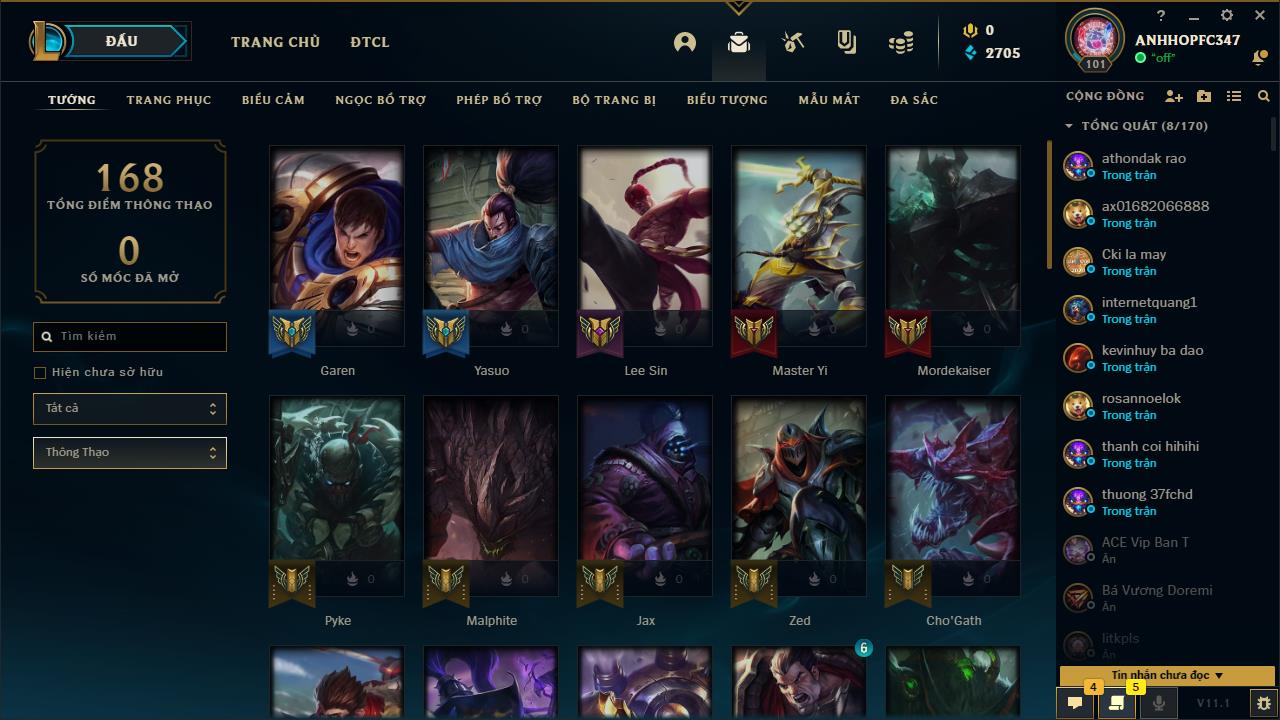 ĐẤU
TRANG CHỦ
ĐTCL
0
2705
?
101
ANHHOPFC347
"off"
TƯỚNG
TRANG PHỤC
BIỂU CẢM
NGỌC BỔ TRỢ
PHÉP BỔ TRỢ
BỘ TRANG BỊ
BIỂU TƯỢNG
MẪU MẮT
ĐA SẮC
CỘNG ĐỒNG
TỔNG QUÁT (8/170)
168
TỔNG ĐIỂM THÔNG THẠO
0
SỐ MỐC ĐÃ MỞ
Tìm kiếm
Hiện chưa sở hữu
Tất cả
Thông Thạo
0
0
0
0
0
Garen
Yasuo
Lee Sin
Master Yi
Mordekaiser
0
0
0
0
0
Pyke
Malphite
Jax
Zed
Cho'Gath
6
athondak rao
Trong trận
ax01682066888
Trong trận
Cki la may
Trong trận
internetquang1
Trong trận
kevinhuy ba dao
Trong trận
rosannoelok
Trong trận
thanh coi hihihi
Trong trận
thuong 37fchd
Trong trận
ACE Vip Ban T
Ẩn
Bá Vương Doremi
Ẩn
litkpls
Ẩn
Tin nhắn chưa đọc
4
5
V11.1